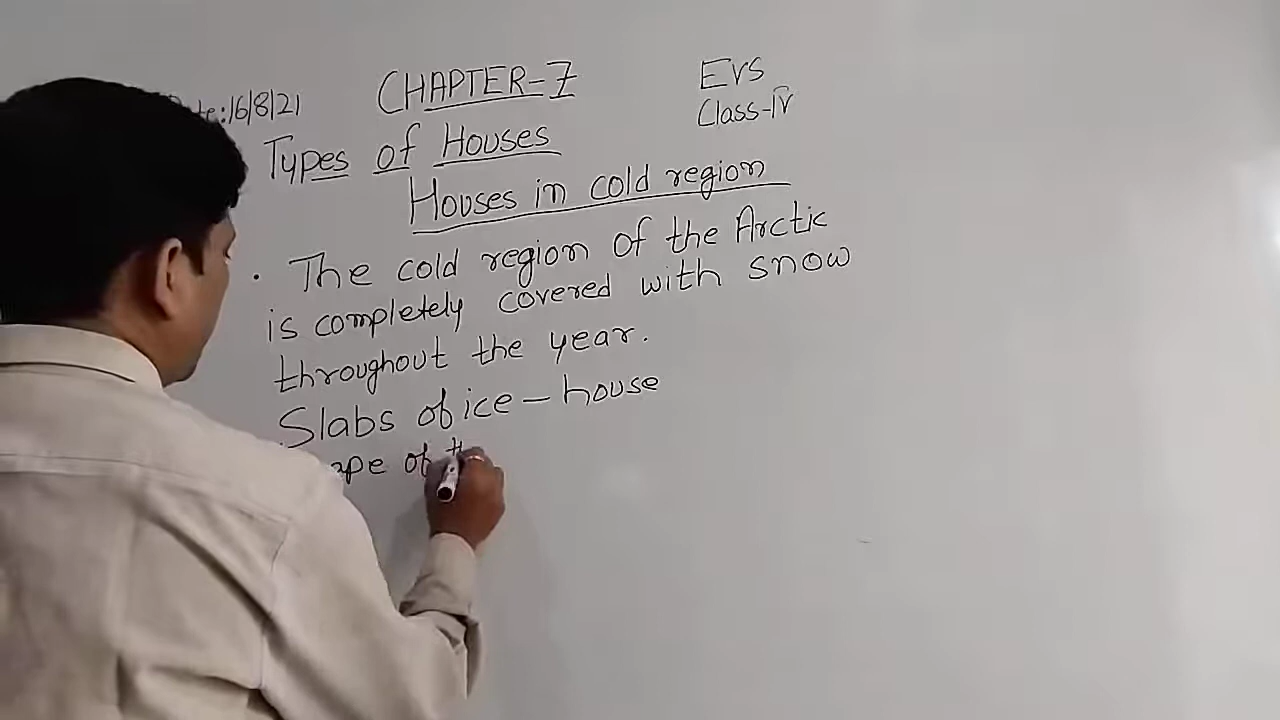 CHAPTER-7
EVS
:16/8/21
Class-IV
Types of Houses
Houses in cold region
· The cold region of the Arctic
is completely covered with snow
throughout the year.
Slabs of ice – house
of